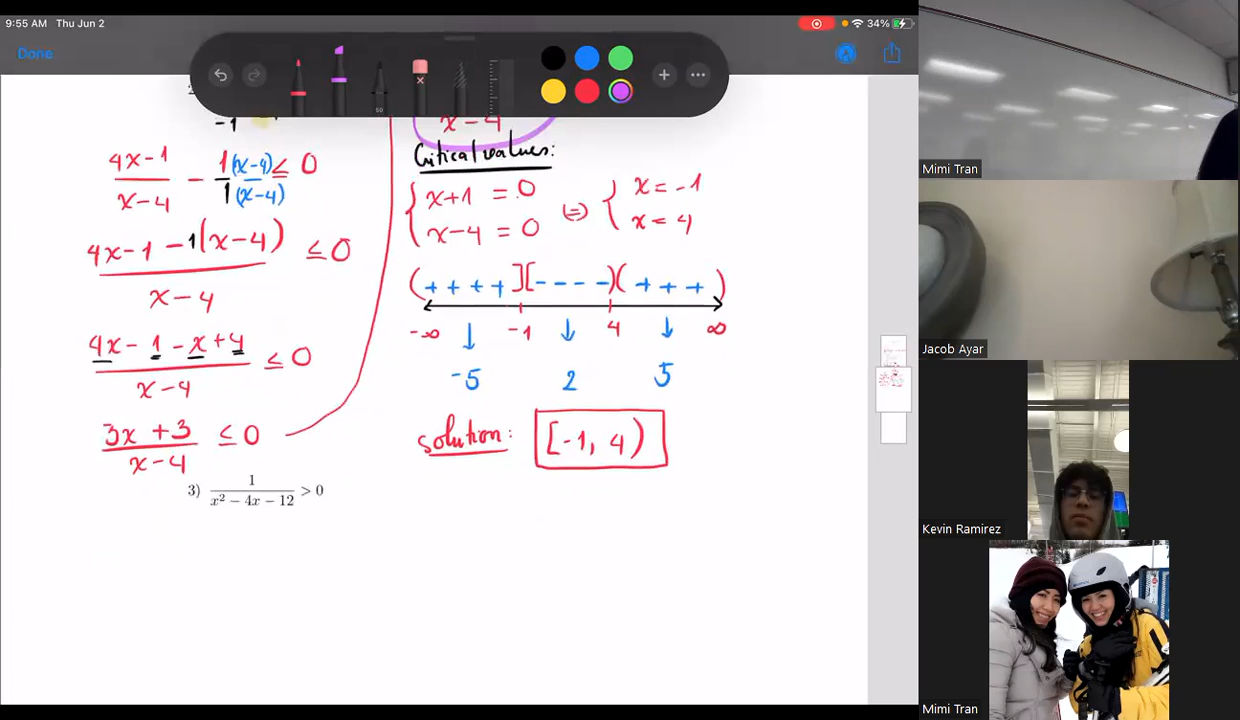 9:55 AM Thu Jun 2
34%
Done
50
-1
x-4
4x-1/x-4 - 1(x-4)/1(x-4) ≤ 0
4x-1 -1(x-4)/x-4 ≤ 0
4x - 1 - x + 4/x-4 ≤ 0
3x + 3/x-4 ≤ 0
Critical values:
{ x+1 = 0 ⇔ { x = -1
x-4 = 0 x = 4
(++++][----)(+++)
-∞ -1 4 ∞
↓ ↓ ↓
-5 2 5
solution: [-1, 4)
3) 1/x² − 4x − 12 > 0
Mimi Tran
Jacob Ayar
Kevin Ramirez
Mimi Tran